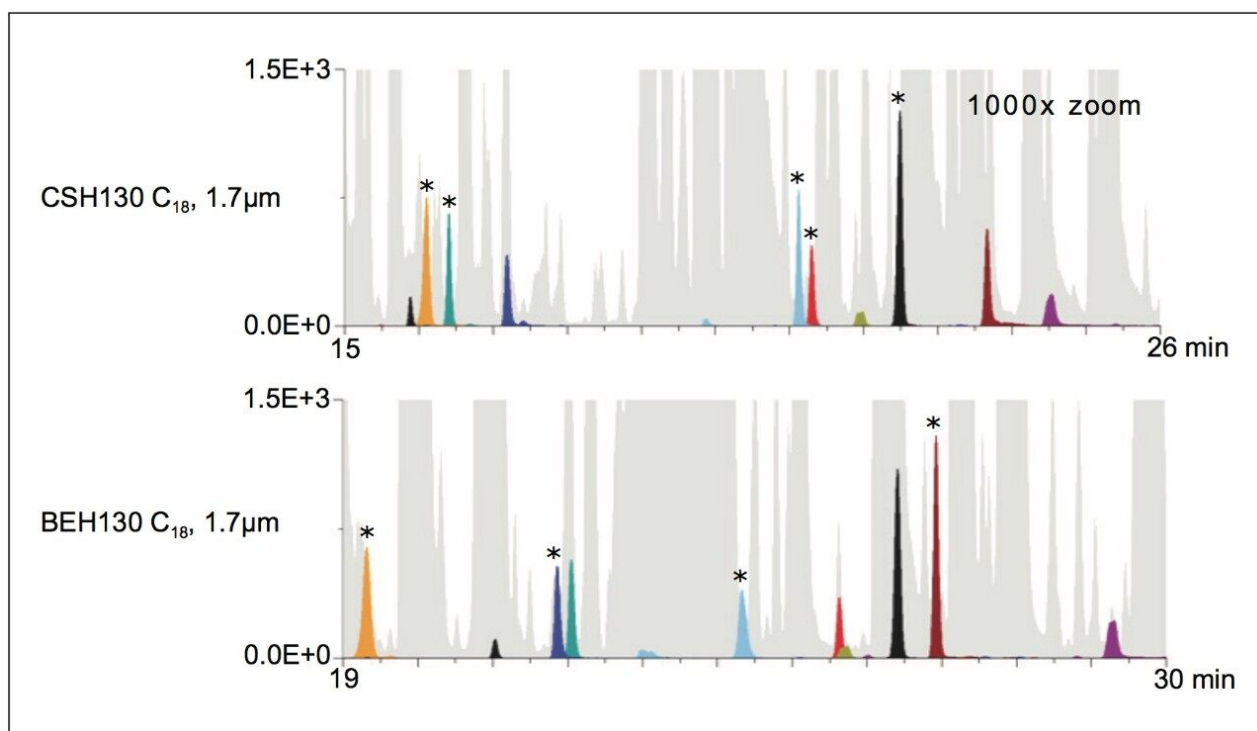 1.5E+3
*
1000x zoom
*
*
*
CSH130 C₁₈, 1.7µm
*
0.0E+0
15
26 min
1.5E+3
*
BEH130 C₁₈, 1.7µm
*
*
*
0.0E+0
19
30 min